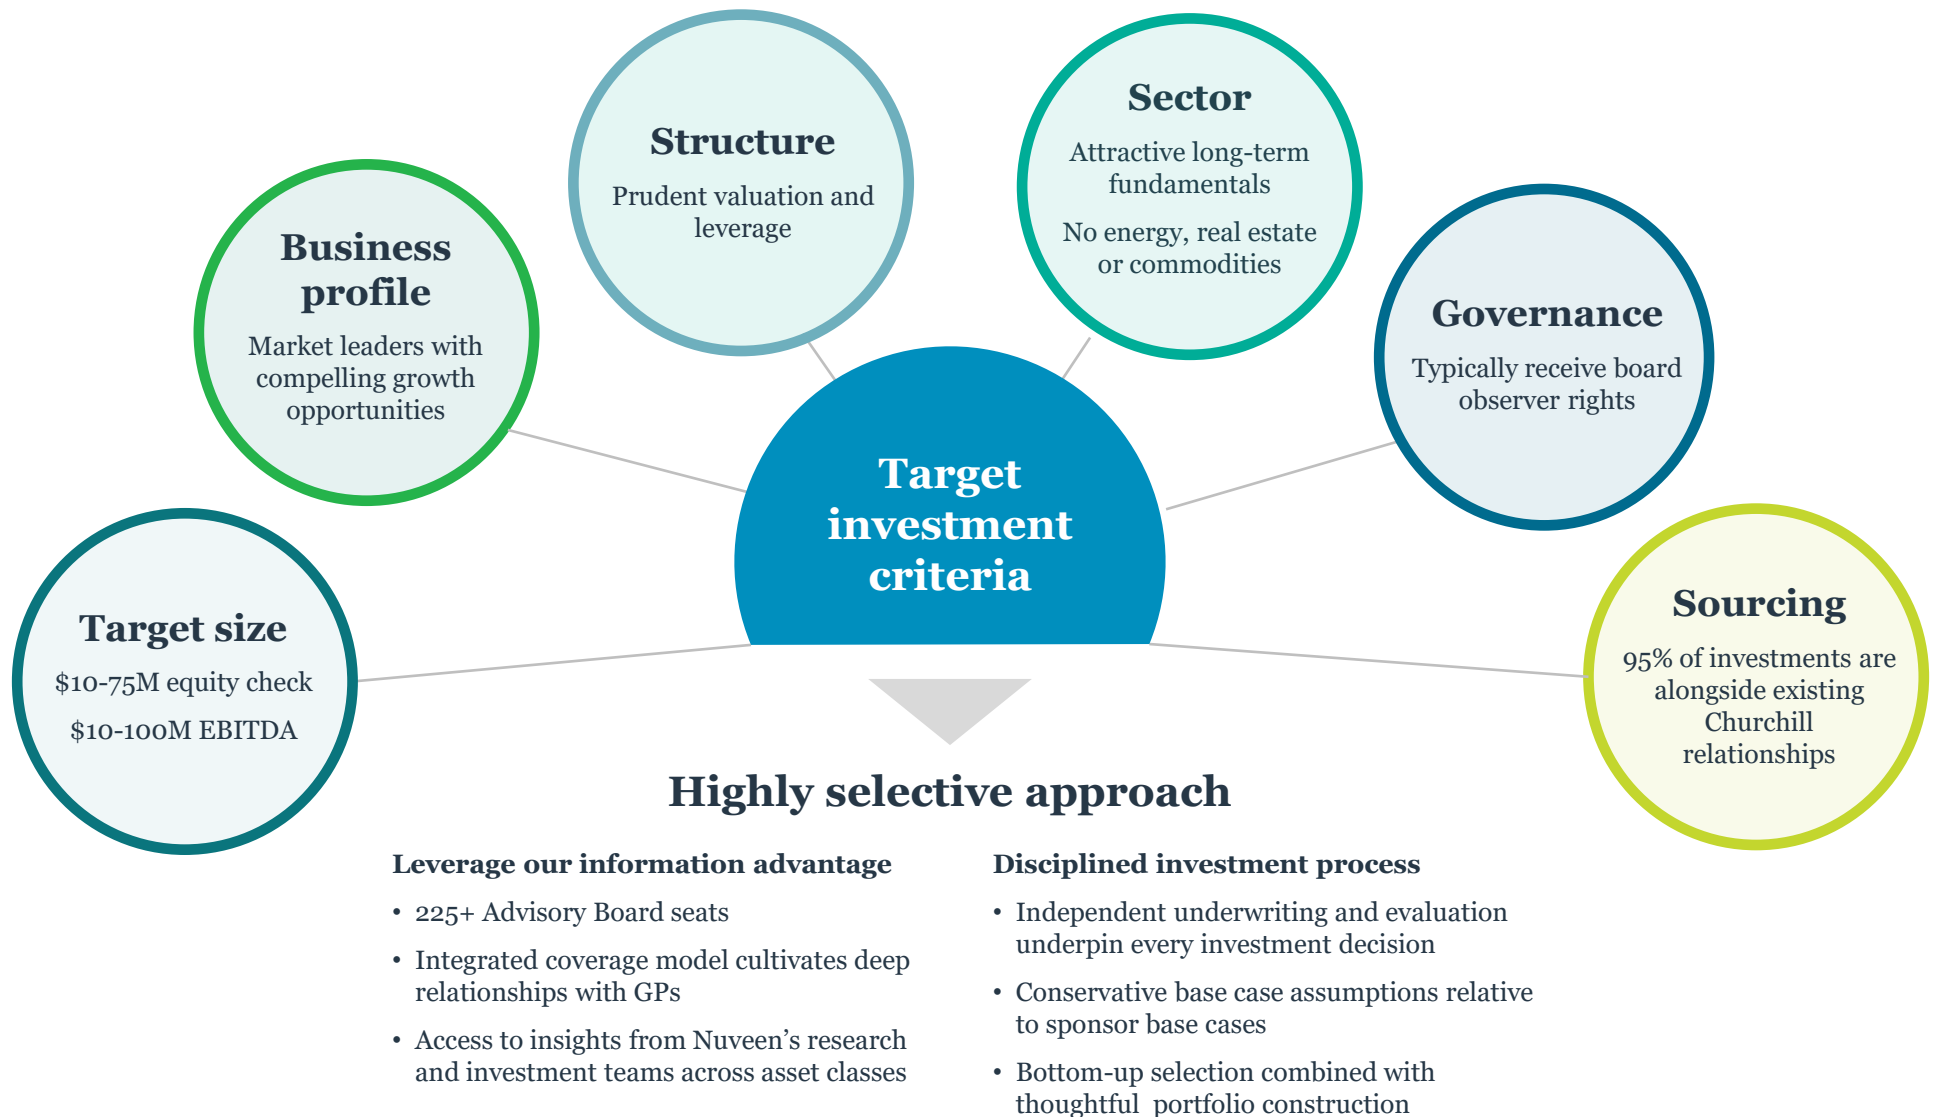 Target size
$10-75M equity check
$10-100M EBITDA
Business
profile
Market leaders with
compelling growth
opportunities
Structure
Prudent valuation and
leverage
Sector
Attractive long-term
fundamentals
No energy, real estate
or commodities
Governance
Typically receive board
observer rights
Sourcing
95% of investments are
alongside existing
Churchill
relationships
Target
investment
criteria
Highly selective approach
Leverage our information advantage
• 225+ Advisory Board seats
• Integrated coverage model cultivates deep
relationships with GPs
• Access to insights from Nuveen’s research
and investment teams across asset classes
Disciplined investment process
• Independent underwriting and evaluation
underpin every investment decision
• Conservative base case assumptions relative
to sponsor base cases
• Bottom-up selection combined with
thoughtful portfolio construction